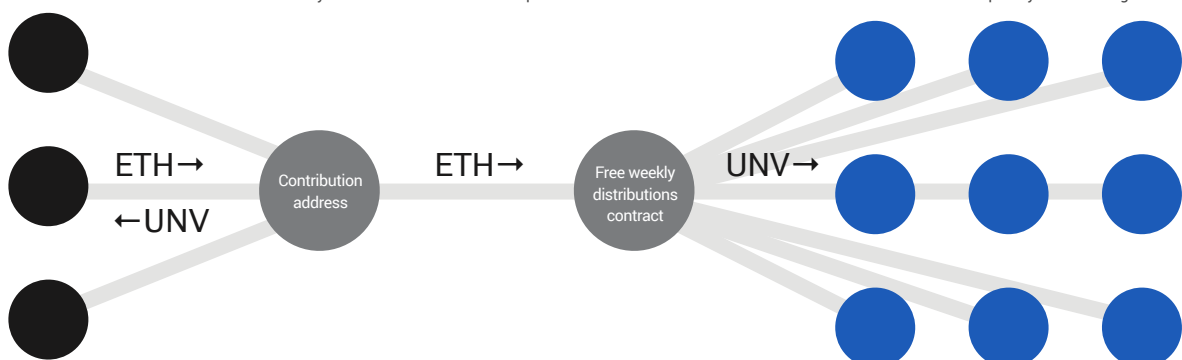 ETH→
←UNV
Contribution
address
ETH→
Free weekly
distributions
contract
UNV→